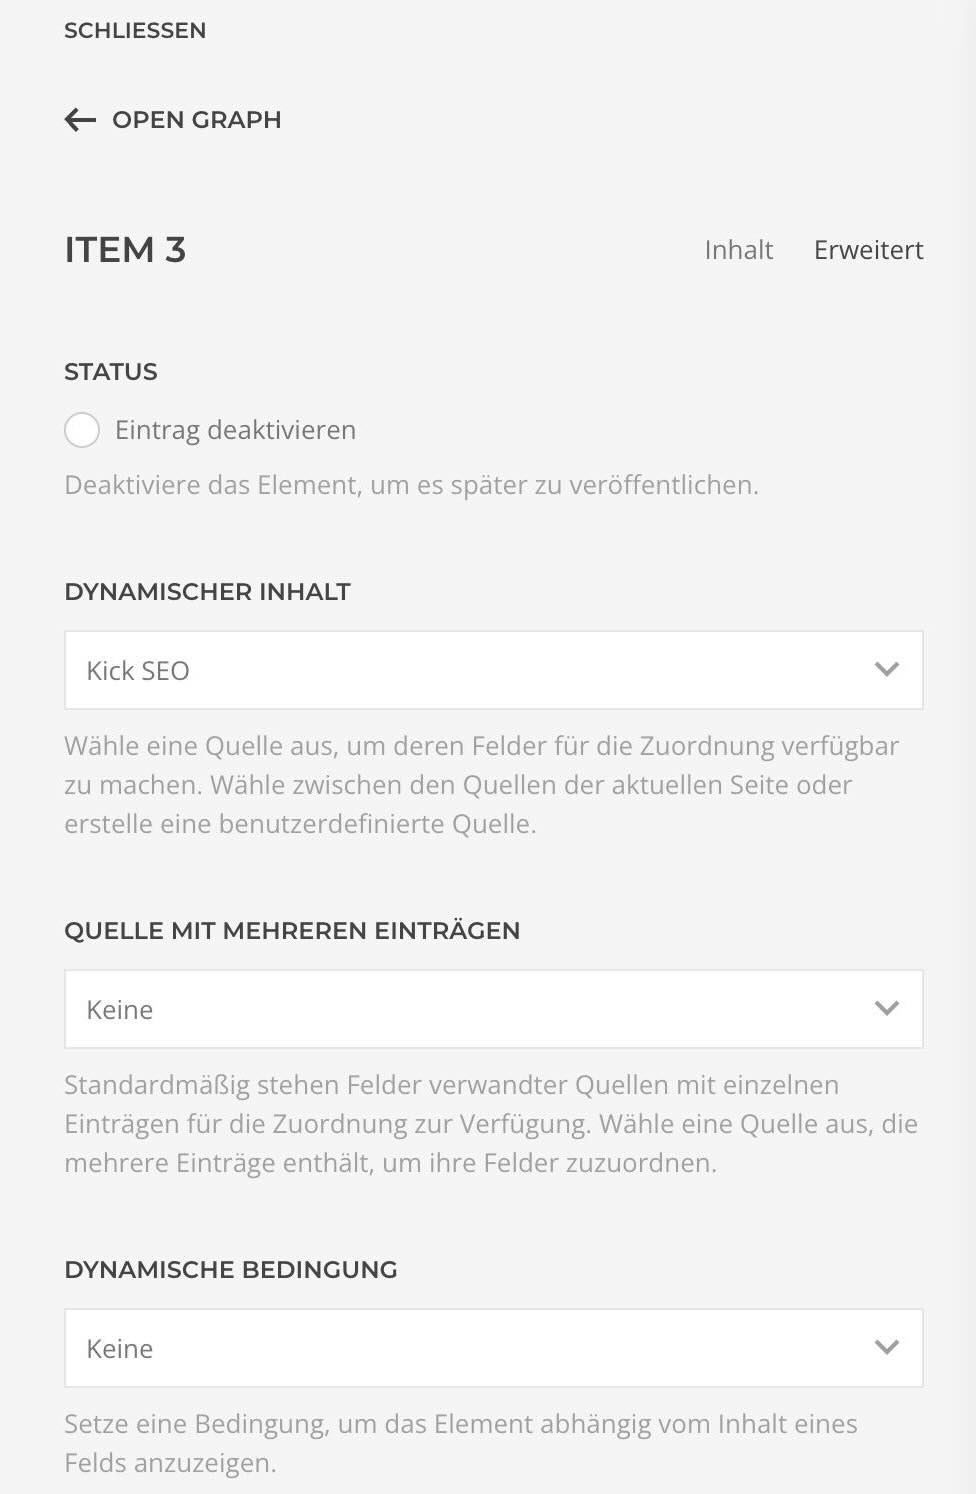 SCHLIESSEN
OPEN GRAPH
ITEM 3
Inhalt Erweitert
STATUS
Eintrag deaktivieren
Deaktiviere das Element, um es später zu veröffentlichen.
DYNAMISCHER INHALT
Kick SEO
Wähle eine Quelle aus, um deren Felder für die Zuordnung verfügbar
zu machen. Wähle zwischen den Quellen der aktuellen Seite oder
erstelle eine benutzerdefinierte Quelle.
QUELLE MIT MEHREREN EINTRÄGEN
Keine
Standardmäßig stehen Felder verwandter Quellen mit einzelnen
Einträgen für die Zuordnung zur Verfügung. Wähle eine Quelle aus, die
mehrere Einträge enthält, um ihre Felder zuzuordnen.
DYNAMISCHE BEDINGUNG
Keine
Setze eine Bedingung, um das Element abhängig vom Inhalt eines
Felds anzuzeigen.